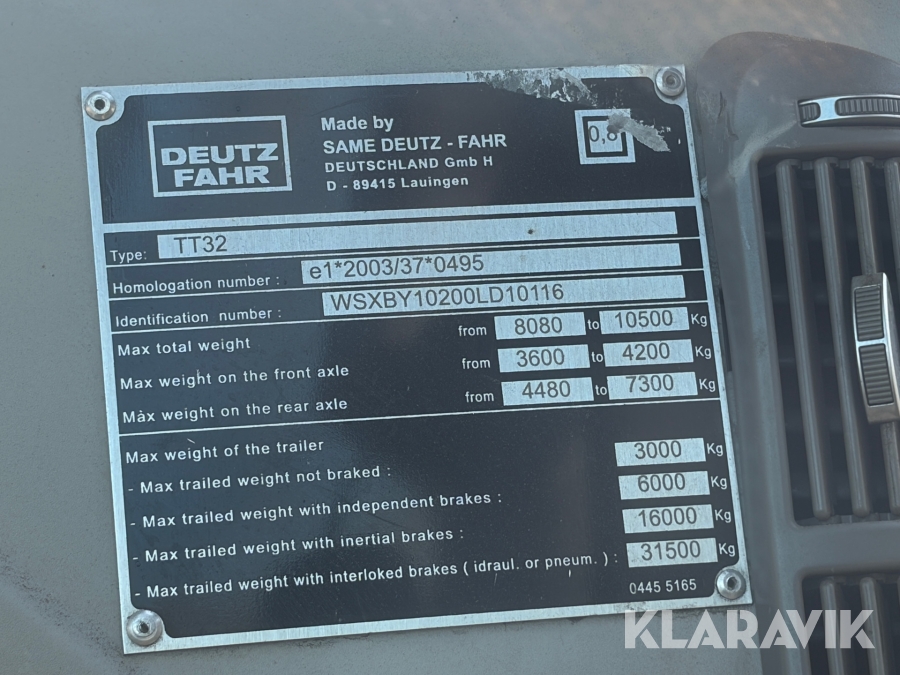 DEUTZ
FAHR
Made by
SAME DEUTZ - FAHR
DEUTSCHLAND Gmb H
D - 89415 Lauingen
0,8
Type: TT32
Homologation number : e1*2003/37*0495
Identification number : WSXBY10200LD10116
Max total weight from 8080 to 10500 Kg
Max weight on the front axle from 3600 to 4200 Kg
Max weight on the rear axle from 4480 to 7300 Kg
Max weight of the trailer
- Max trailed weight not braked : 3000 Kg
- Max trailed weight with independent brakes : 6000 Kg
- Max trailed weight with inertial brakes : 16000 Kg
- Max trailed weight with interloked brakes ( idraul. or pneum. ) : 31500 Kg
0445 5165
KLARAVIK